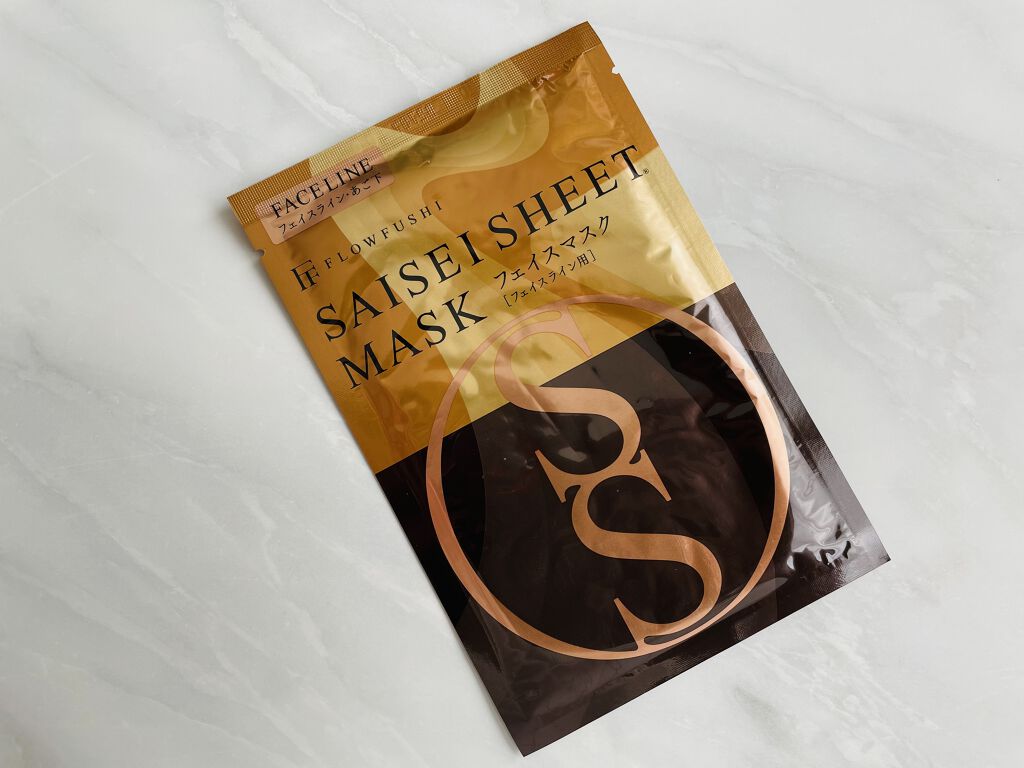 FACE LINE
フェイスライン・あご下
FLOWFUSHI
SAISEI SHEET®
MASK フェイスマスク
[フェイスライン用]
SS